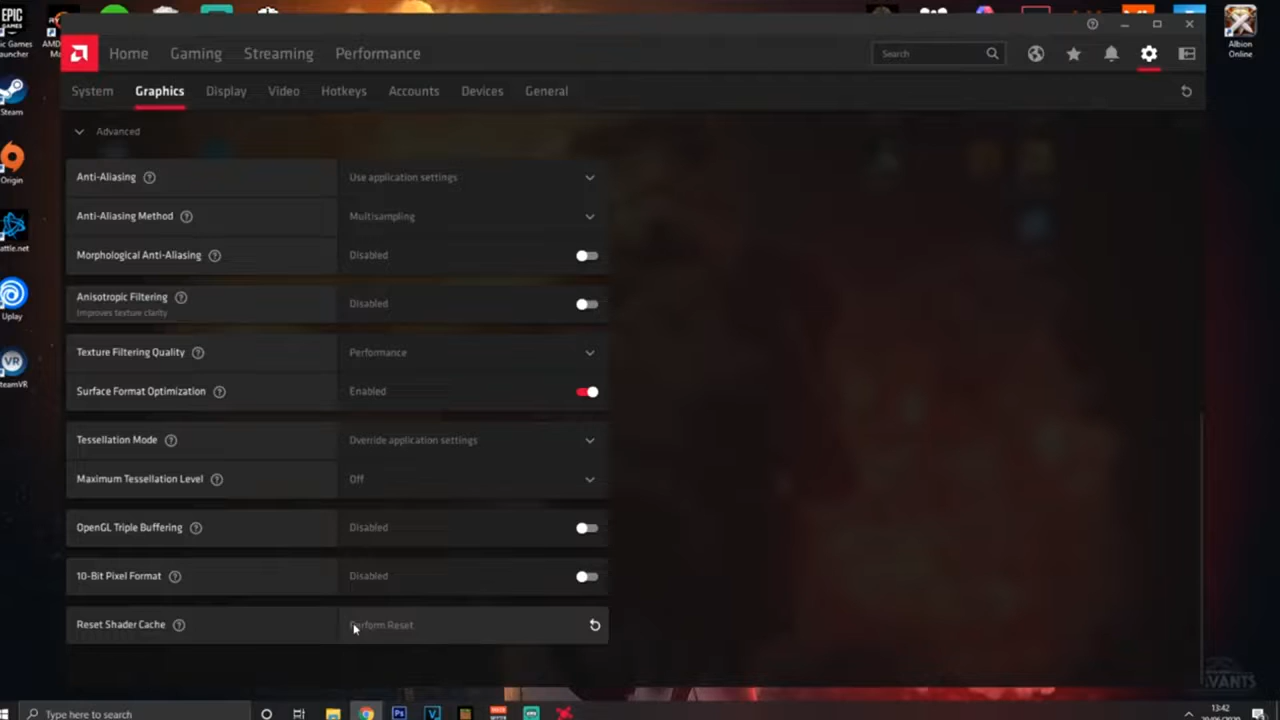 EPIC
GAMES
Epic Games
Launcher
AMD
Albion
Online
Home
Gaming
Streaming
Performance
Search
System
Graphics
Display
Video
Hotkeys
Accounts
Devices
General
Advanced
Anti-Aliasing
Use application settings
Anti-Aliasing Method
Multisampling
Morphological Anti-Aliasing
Disabled
Anisotropic Filtering
Improves texture clarity
Disabled
Texture Filtering Quality
Performance
Surface Format Optimization
Enabled
Tessellation Mode
Override application settings
Maximum Tessellation Level
Off
OpenGL Triple Buffering
Disabled
10-Bit Pixel Format
Disabled
Reset Shader Cache
Perform Reset
Steam
Origin
Battle.net
Uplay
VR
SteamVR
Type here to search
Ps
V
13:42